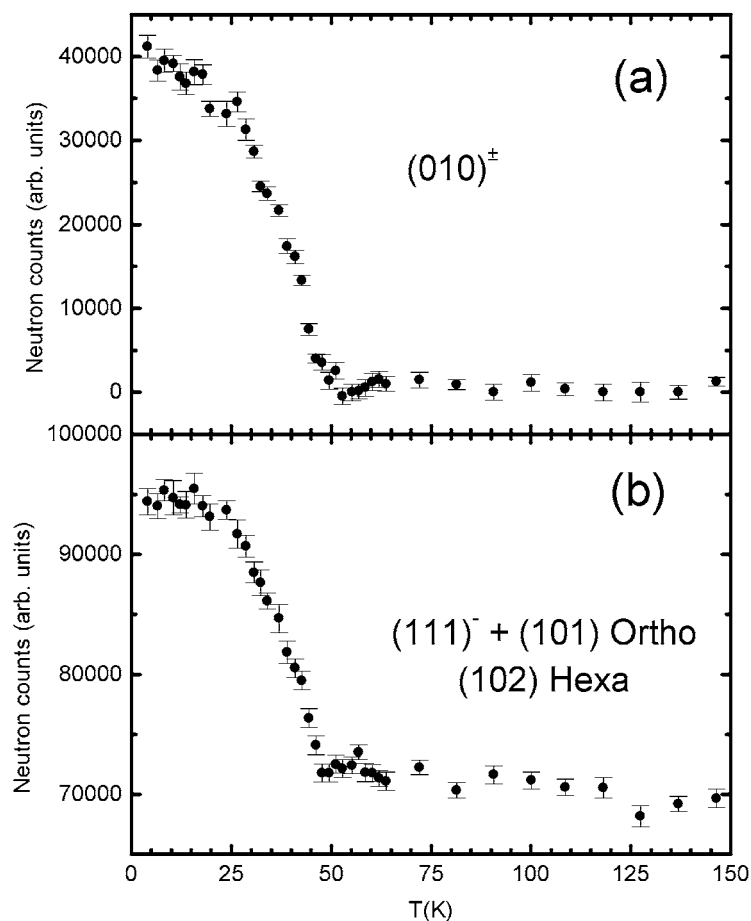 40000
30000
20000
10000
0
Neutron counts (arb. units)
(a)
(010)±
100000
90000
80000
70000
Neutron counts (arb. units)
(b)
(111)- + (101) Ortho
(102) Hexa
0 25 50 75 100 125 150
T(K)